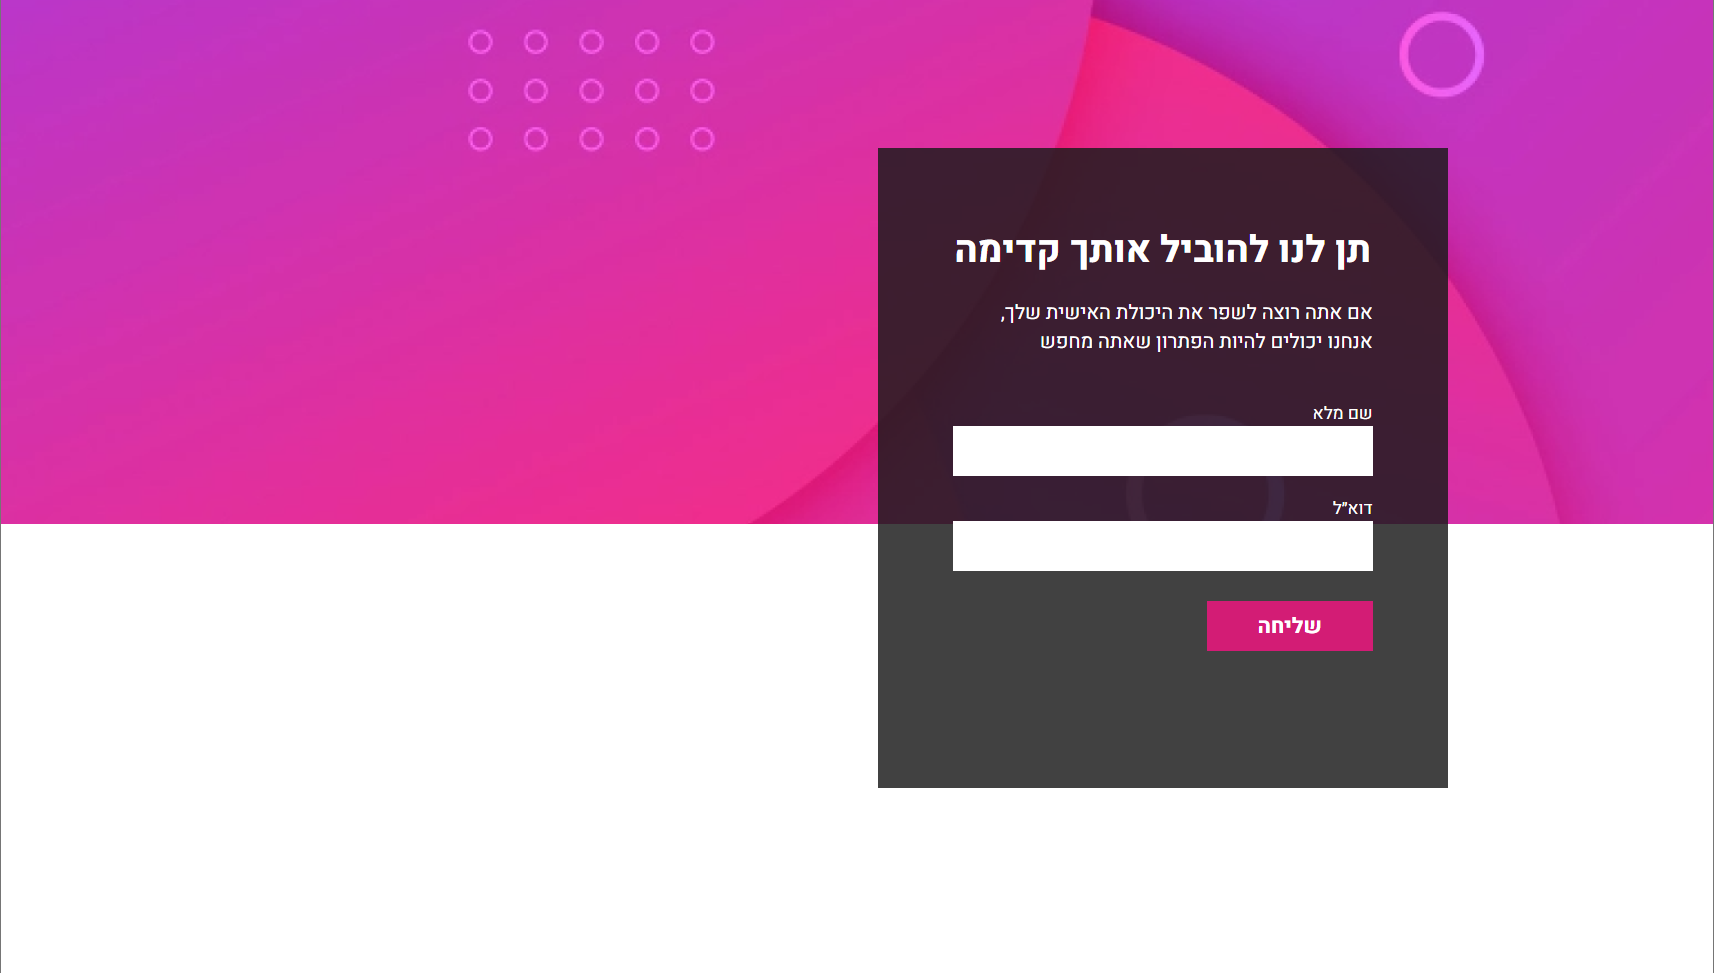 תן לנו להוביל אותך קדימה
אם אתה רוצה לשפר את היכולת האישית שלך,
אנחנו יכולים להיות הפתרון שאתה מחפש
שם מלא
דוא״ל
שליחה